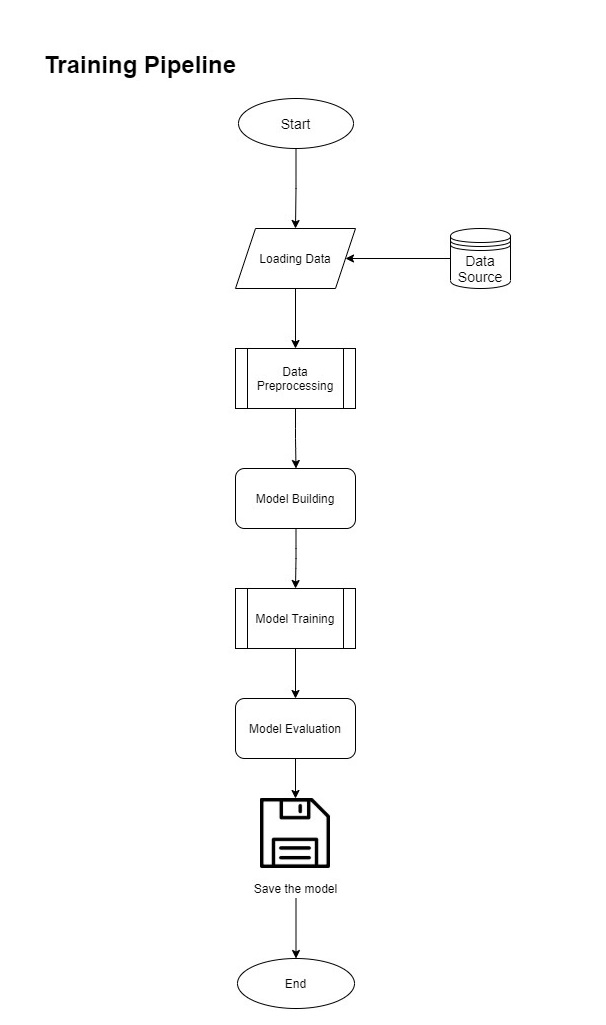 Training Pipeline
Start
Loading Data
Data
Source
Data
Preprocessing
Model Building
Model Training
Model Evaluation
Save the model
End